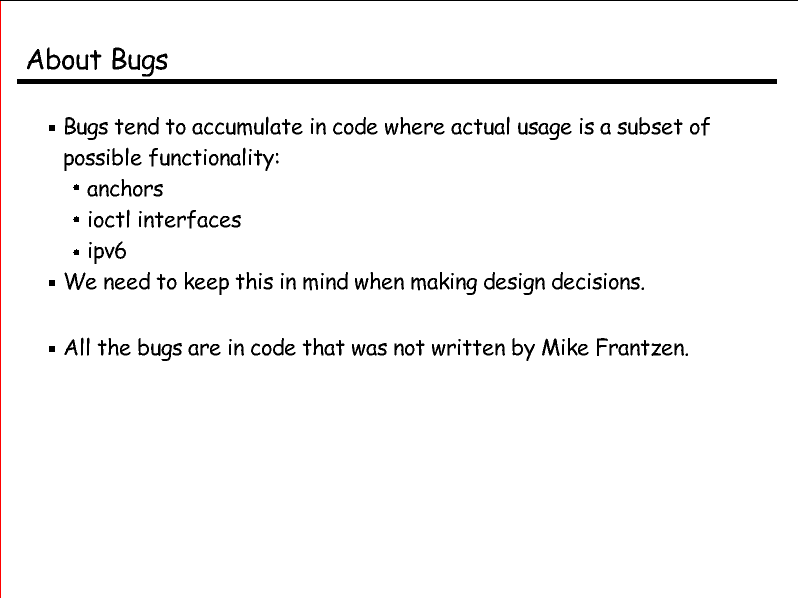 About Bugs
Bugs tend to accumulate in code where actual usage is a subset of
possible functionality:
anchors
ioctl interfaces
ipv6
We need to keep this in mind when making design decisions.
All the bugs are in code that was not written by Mike Frantzen.